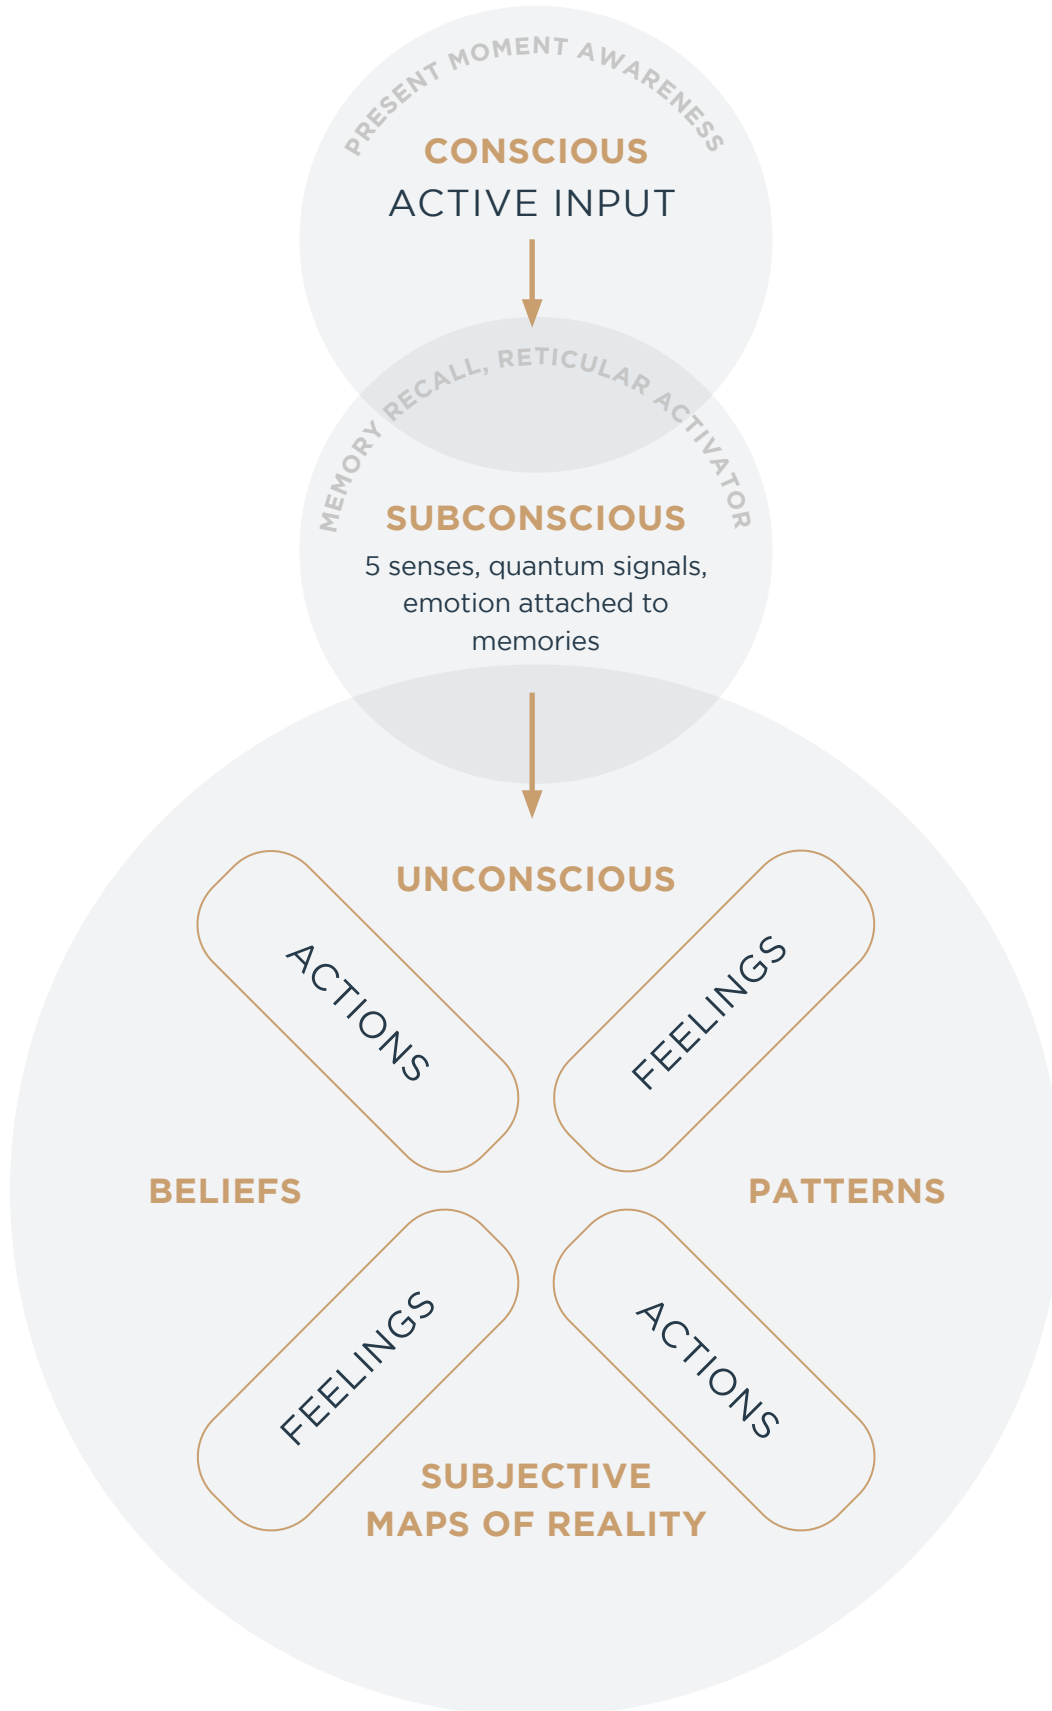 PRESENT MOMENT AWARENESS
CONSCIOUS
ACTIVE INPUT
MEMORY RECALL, RETICULAR ACTIVATOR
SUBCONSCIOUS
5 senses, quantum signals,
emotion attached to
memories
UNCONSCIOUS
ACTIONS
FEELINGS
BELIEFS
PATTERNS
FEELINGS
ACTIONS
SUBJECTIVE
MAPS OF REALITY